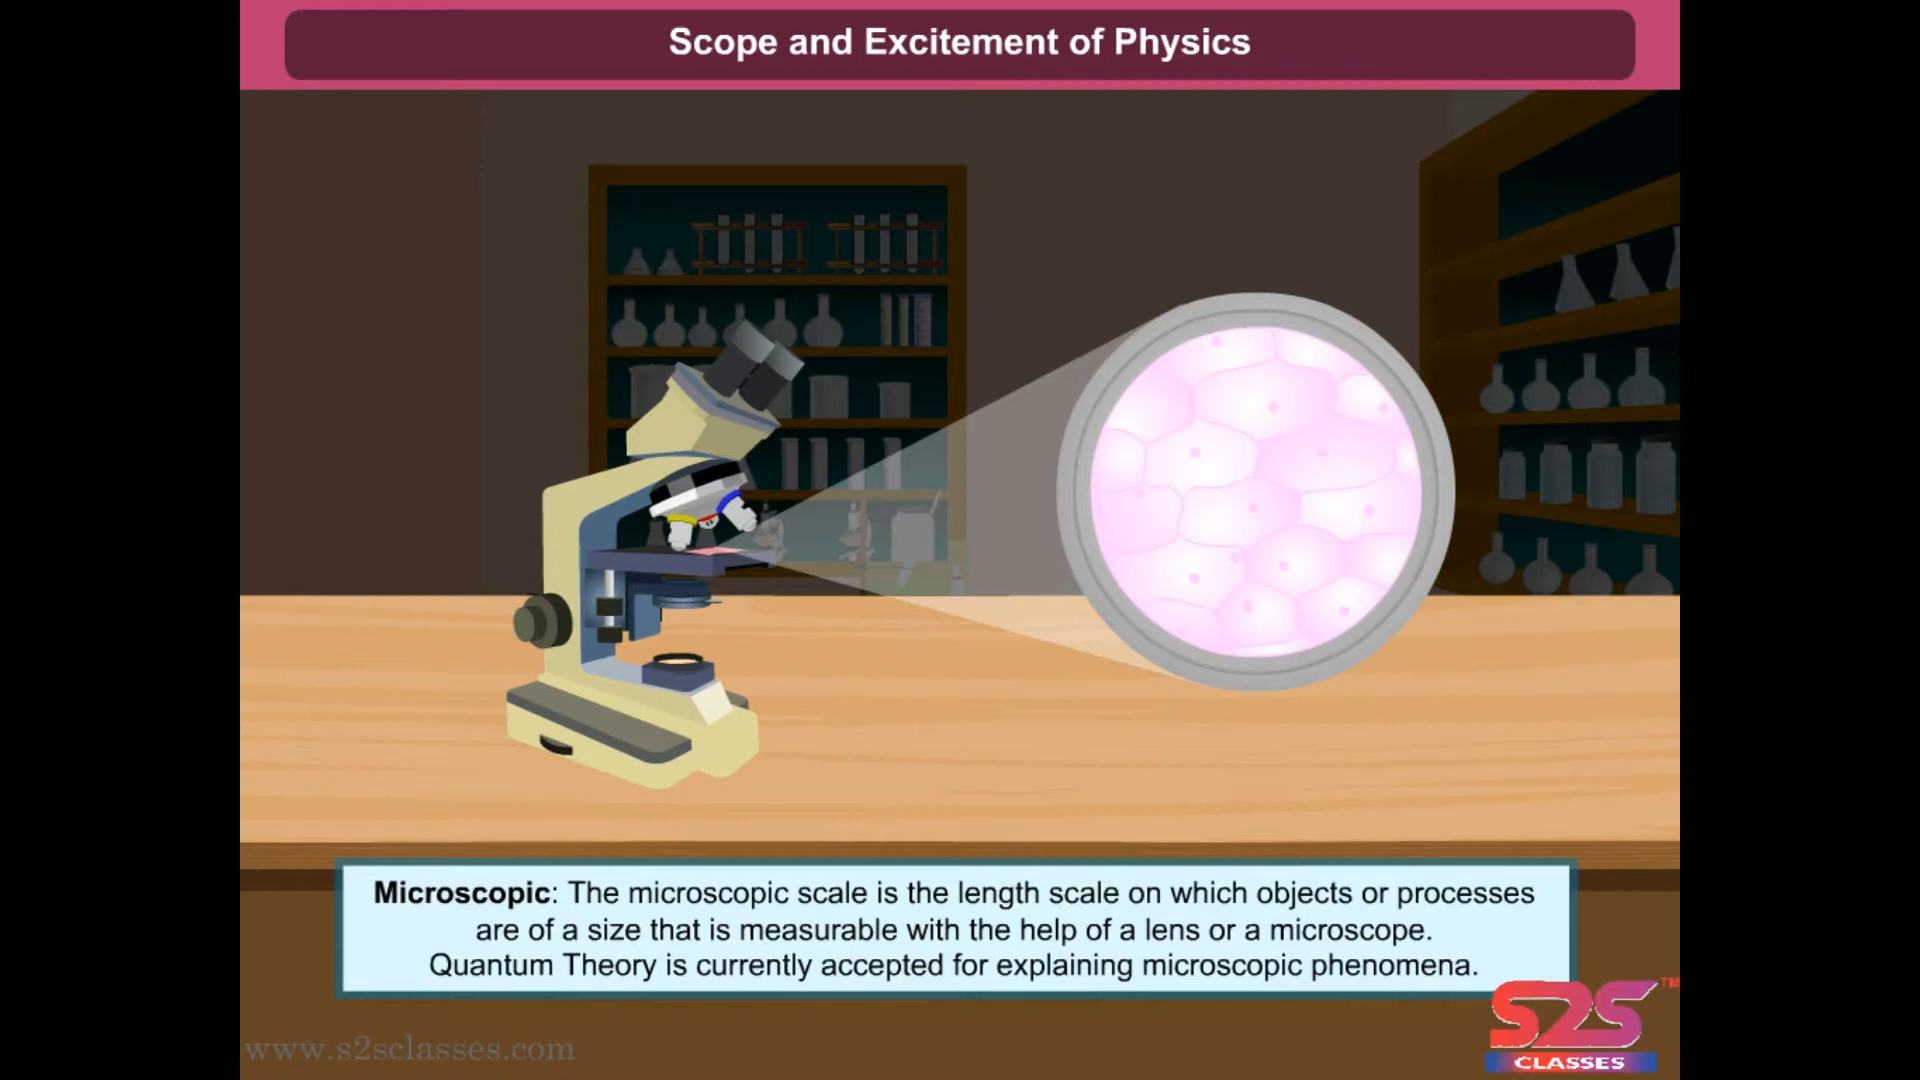 Scope and Excitement of Physics
Microscopic: The microscopic scale is the length scale on which objects or processes
are of a size that is measurable with the help of a lens or a microscope.
Quantum Theory is currently accepted for explaining microscopic phenomena.
S2S TM
CLASSES
www.s2sclasses.com